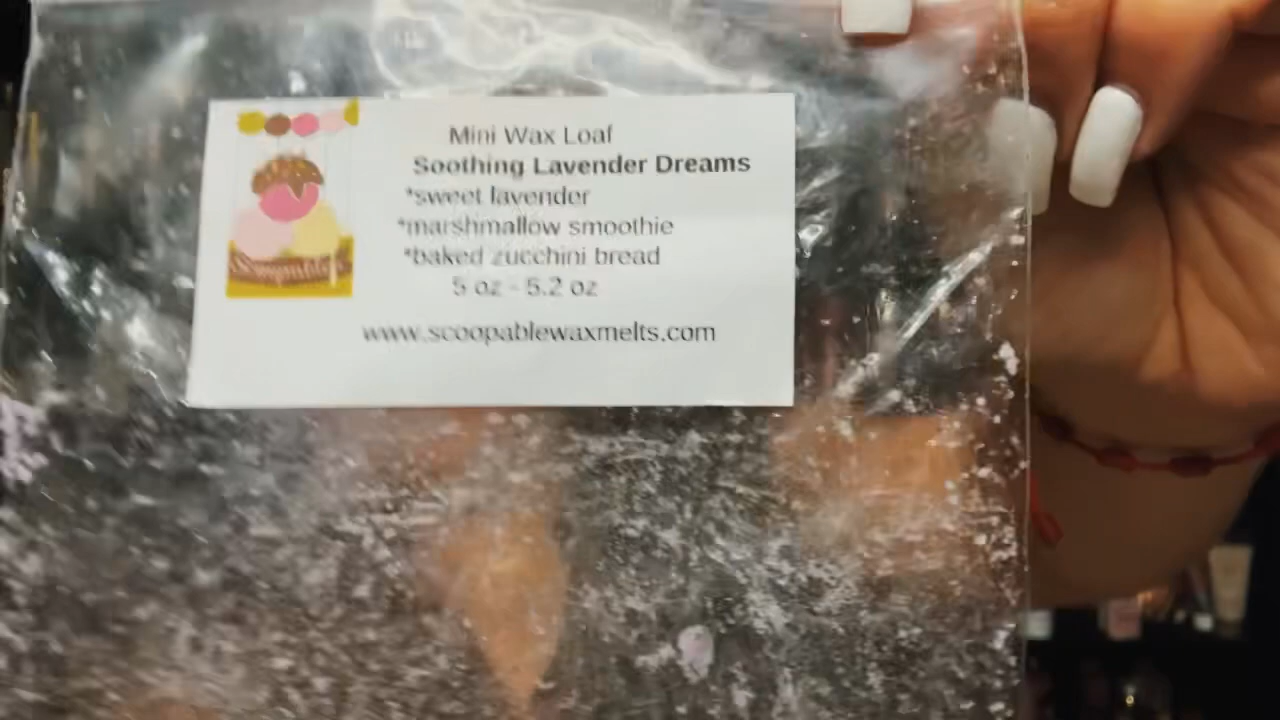 Mini Wax Loaf
Soothing Lavender Dreams
*sweet lavender
*marshmallow smoothie
*baked zucchini bread
5 oz - 5.2 oz
www.scoopablewaxmelts.com